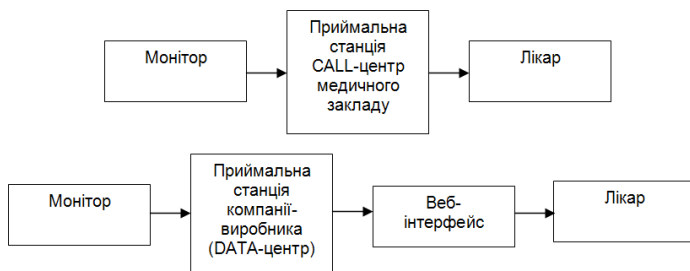 Монітор
Приймальна
станція
CALL-центр
медичного
закладу
Лікар
Монітор
Приймальна
станція
компанії-
виробника
(DATA-центр)
Веб-
інтерфейс
Лікар